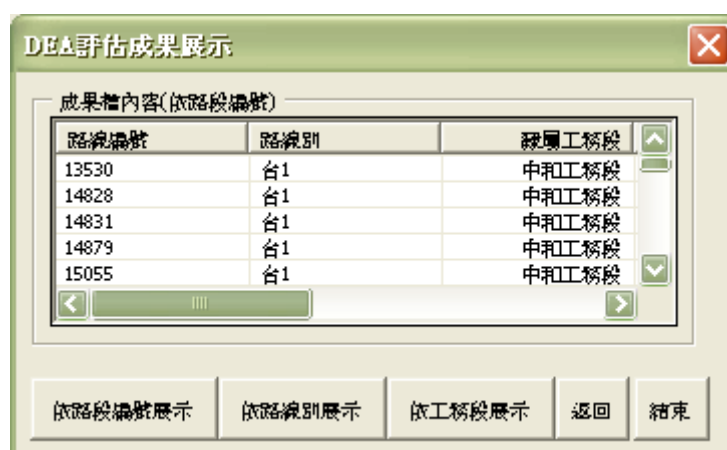 DEA評估成果展示
成果檔內容(依路段編號)
路線編號 路線別 隸屬工務段
13530 台1 中和工務段
14828 台1 中和工務段
14831 台1 中和工務段
14879 台1 中和工務段
15055 台1 中和工務段
依路段編號展示 依路線別展示 依工務段展示 返回 結束